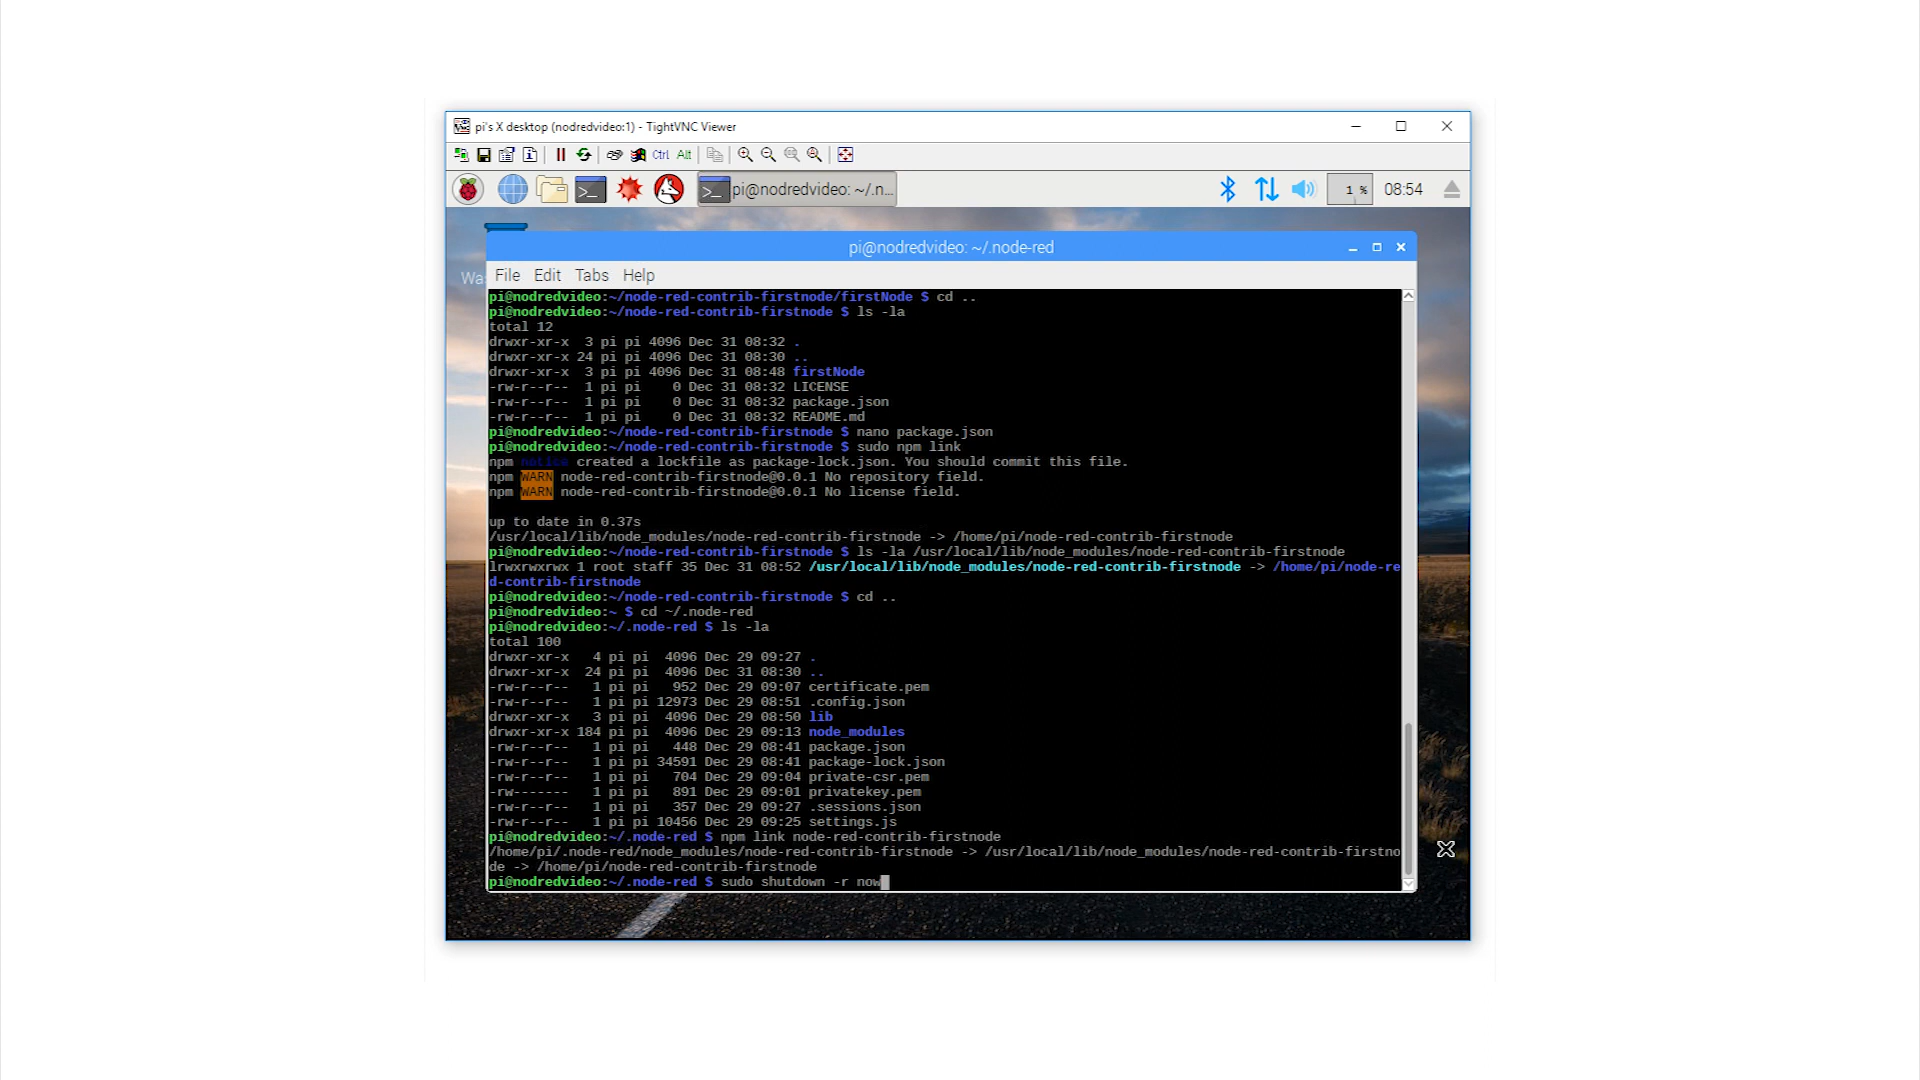 pi's X desktop (nodredvideo:1) - TightVNC Viewer
Ctrl Alt
pi@nodredvideo: ~/.n...
1 %
08:54
pi@nodredvideo: ~/.node-red
Wa
File Edit Tabs Help
pi@nodredvideo:~/node-red-contrib-firstnode/firstNode $ cd ..
pi@nodredvideo:~/node-red-contrib-firstnode $ ls -la
total 12
drwxr-xr-x  3 pi pi 4096 Dec 31 08:32 .
drwxr-xr-x 24 pi pi 4096 Dec 31 08:30 ..
drwxr-xr-x  3 pi pi 4096 Dec 31 08:48 firstNode
-rw-r--r--  1 pi pi    0 Dec 31 08:32 LICENSE
-rw-r--r--  1 pi pi    0 Dec 31 08:32 package.json
-rw-r--r--  1 pi pi    0 Dec 31 08:32 README.md
pi@nodredvideo:~/node-red-contrib-firstnode $ nano package.json
pi@nodredvideo:~/node-red-contrib-firstnode $ sudo npm link
npm notice created a lockfile as package-lock.json. You should commit this file.
npm WARN node-red-contrib-firstnode@0.0.1 No repository field.
npm WARN node-red-contrib-firstnode@0.0.1 No license field.
up to date in 0.37s
/usr/local/lib/node_modules/node-red-contrib-firstnode -> /home/pi/node-red-contrib-firstnode
pi@nodredvideo:~/node-red-contrib-firstnode $ ls -la /usr/local/lib/node_modules/node-red-contrib-firstnode
lrwxrwxrwx 1 root staff 35 Dec 31 08:52 /usr/local/lib/node_modules/node-red-contrib-firstnode -> /home/pi/node-re
d-contrib-firstnode
pi@nodredvideo:~/node-red-contrib-firstnode $ cd ..
pi@nodredvideo:~ $ cd ~/.node-red
pi@nodredvideo:~/.node-red $ ls -la
total 100
drwxr-xr-x   4 pi pi  4096 Dec 29 09:27 .
drwxr-xr-x  24 pi pi  4096 Dec 31 08:30 ..
-rw-r--r--   1 pi pi   952 Dec 29 09:07 certificate.pem
-rw-r--r--   1 pi pi 12973 Dec 29 08:51 .config.json
drwxr-xr-x   3 pi pi  4096 Dec 29 08:50 lib
drwxr-xr-x 184 pi pi  4096 Dec 29 09:13 node_modules
-rw-r--r--   1 pi pi   448 Dec 29 08:41 package.json
-rw-r--r--   1 pi pi 34591 Dec 29 08:41 package-lock.json
-rw-r--r--   1 pi pi   704 Dec 29 09:04 private-csr.pem
-rw-------   1 pi pi   891 Dec 29 09:01 privatekey.pem
-rw-r--r--   1 pi pi   357 Dec 29 09:27 .sessions.json
-rw-r--r--   1 pi pi 10456 Dec 29 09:25 settings.js
pi@nodredvideo:~/.node-red $ npm link node-red-contrib-firstnode
/home/pi/.node-red/node_modules/node-red-contrib-firstnode -> /usr/local/lib/node_modules/node-red-contrib-firstno
de -> /home/pi/node-red-contrib-firstnode
pi@nodredvideo:~/.node-red $ sudo shutdown -r now